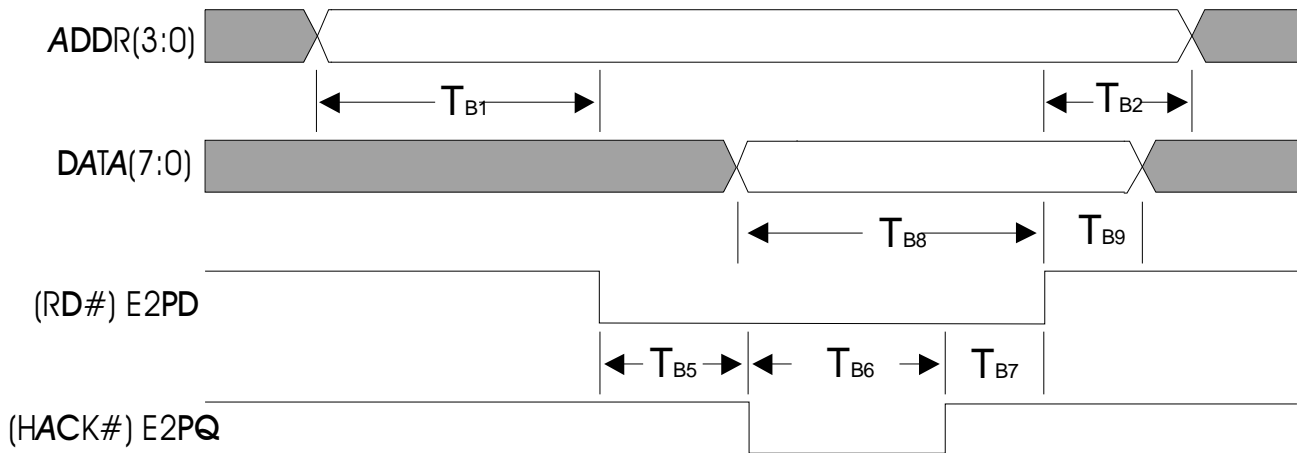 ADDR(3:0)
TB1
TB2
DATA(7:0)
TB8
TB9
(RD#) E2PD
TB5
TB6
TB7
(HACK#) E2PQ